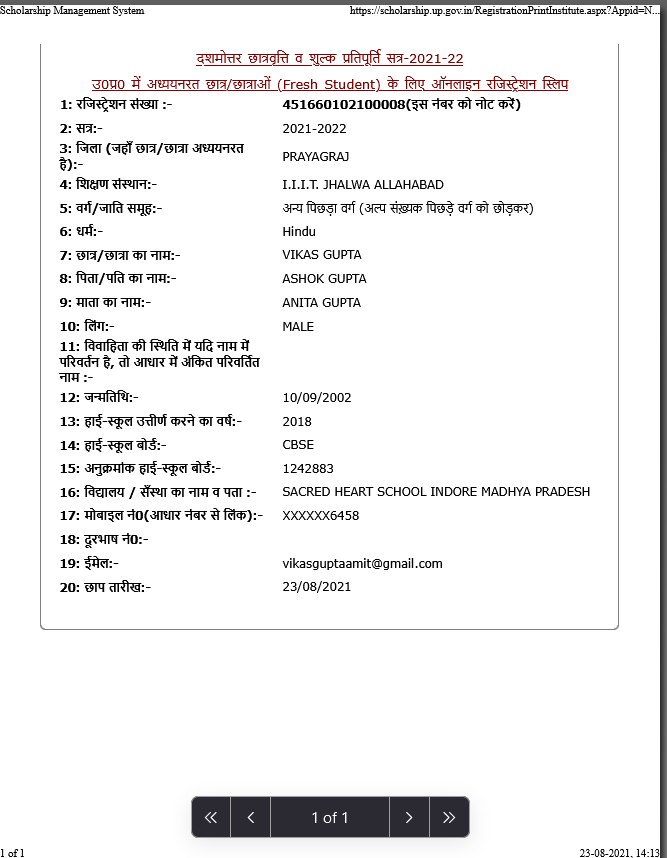 Scholarship Management System
https://scholarship.up.gov.in/RegistrationPrintInstitute.aspx?Appid=N...
दशमोत्तर छात्रवृत्ति व शुल्क प्रतिपूर्ति सत्र-2021-22
उ0प्र0 में अध्ययनरत छात्र/छात्राओं (Fresh Student) के लिए ऑनलाइन रजिस्ट्रेशन स्लिप
1: रजिस्ट्रेशन संख्या :- 451660102100008(इस नंबर को नोट करें)
2: सत्र:- 2021-2022
3: जिला (जहाँ छात्र/छात्रा अध्ययनरत
है):- PRAYAGRAJ
4: शिक्षण संस्थान:- I.I.I.T. JHALWA ALLAHABAD
5: वर्ग/जाति समूह:- अन्य पिछड़ा वर्ग (अल्प संख़्यक पिछड़े वर्ग को छोड़कर)
6: धर्म:- Hindu
7: छात्र/छात्रा का नाम:- VIKAS GUPTA
8: पिता/पति का नाम:- ASHOK GUPTA
9: माता का नाम:- ANITA GUPTA
10: लिंग:- MALE
11: विवाहिता की स्थिति में यदि नाम में
परिवर्तन है, तो आधार में अंकित परिवर्तित
नाम :-
12: जन्मतिथि:- 10/09/2002
13: हाई-स्कूल उत्तीर्ण करने का वर्ष:- 2018
14: हाई-स्कूल बोर्ड:- CBSE
15: अनुक्रमांक हाई-स्कूल बोर्ड:- 1242883
16: विद्यालय / सँस्था का नाम व पता :- SACRED HEART SCHOOL INDORE MADHYA PRADESH
17: मोबाइल नं0(आधार नंबर से लिंक):- XXXXXX6458
18: दूरभाष नं0:-
19: ईमेल:- vikasguptaamit@gmail.com
20: छाप तारीख:- 23/08/2021
1 of 1
1 of 1
23-08-2021, 14:13